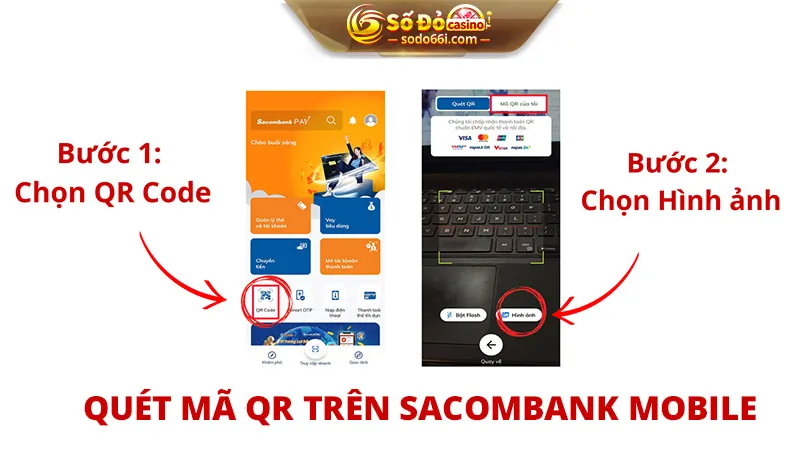 Số Đỏ casino
sodo66i.com
Bước 1:
Chọn QR Code
Sacombank PAY
Chào buổi sáng
Quản lý thẻ
và tài khoản
Vay
tiêu dùng
Chuyển
tiền
Mở tài khoản
thanh toán
QR Code
Smart OTP
Nạp điện
thoại
Thanh toán
thẻ tín dụng
Khám phá
Truy cập nhanh
Giao dịch
Quét QR
Mã QR của tôi
Chúng tôi chấp nhận thanh toán QR
chuẩn EMV quốc tế và nội địa.
VISA
JCB
Bật Flash
Hình ảnh
Quay về
Bước 2:
Chọn Hình ảnh
QUÉT MÃ QR TRÊN SACOMBANK MOBILE